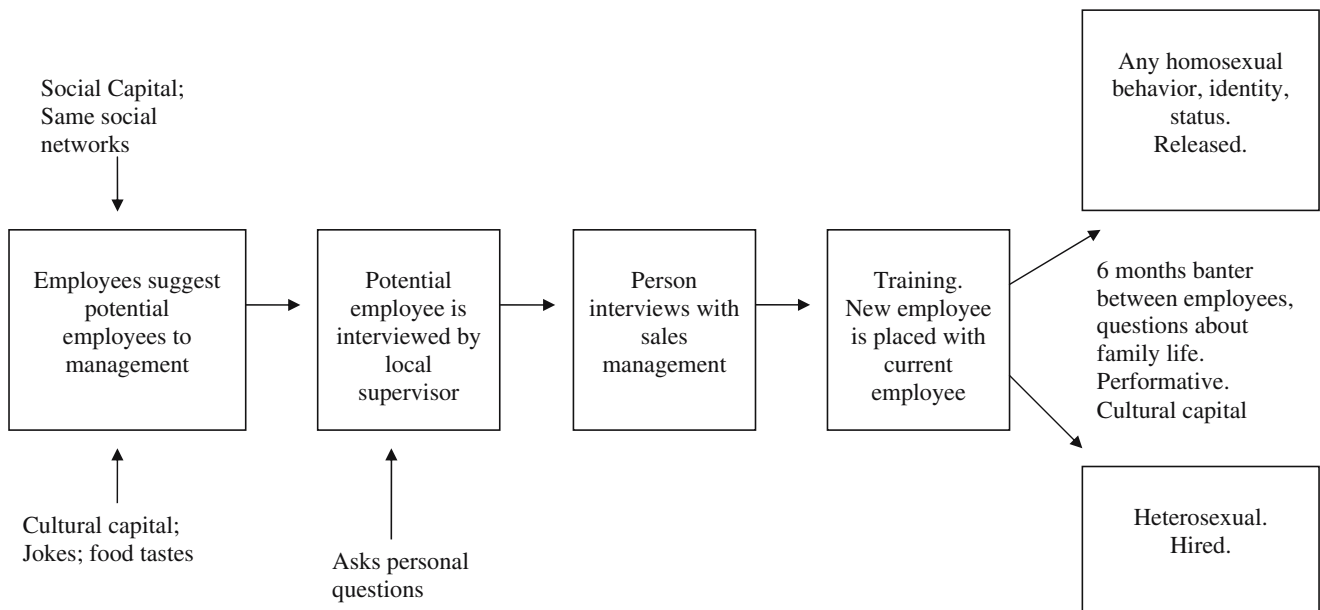 Social Capital;
Same social
networks
Employees suggest
potential
employees to
management
Cultural capital;
Jokes; food tastes
Potential
employee is
interviewed by
local
supervisor
Asks personal
questions
Person
interviews with
sales
management
Training.
New employee
is placed with
current
employee
Any homosexual
behavior, identity,
status.
Released.
6 months banter
between employees,
questions about
family life.
Performative.
Cultural capital
Heterosexual.
Hired.